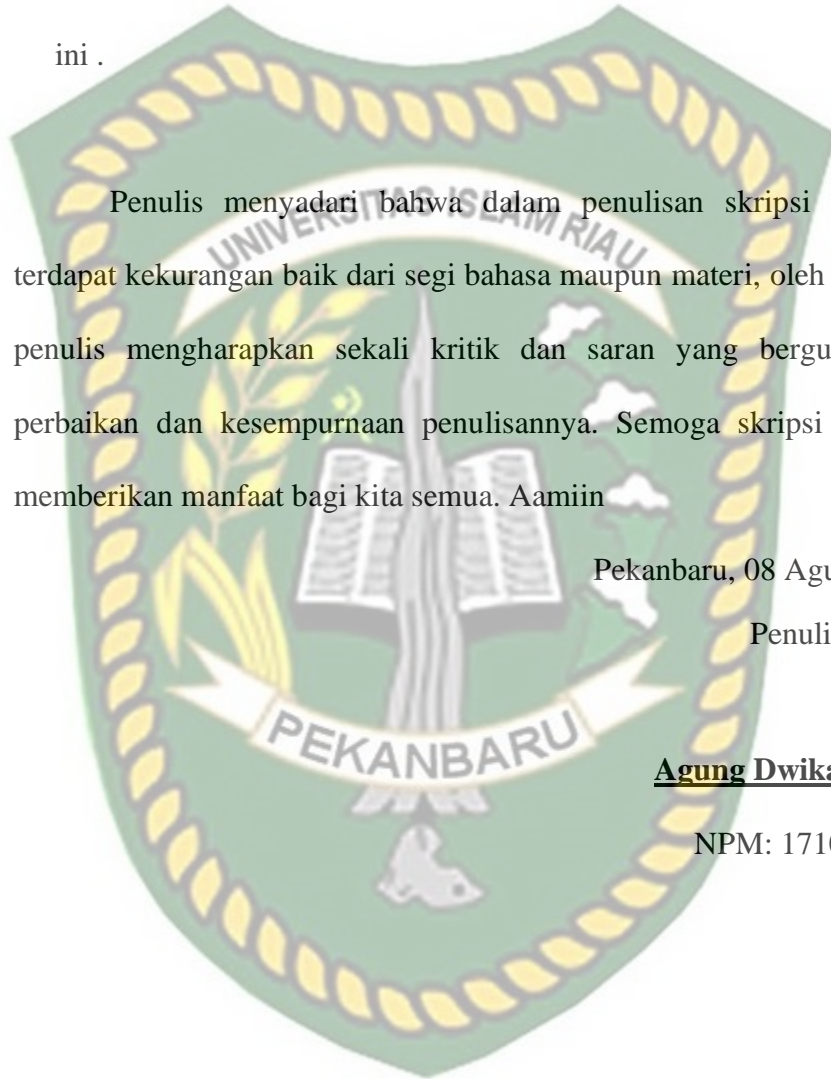 ini .
UNIVERSITAS ISLAM RIAU
Penulis menyadari bahwa dalam penulisan skripsi
terdapat kekurangan baik dari segi bahasa maupun materi, oleh
penulis mengharapkan sekali kritik dan saran yang bergu
perbaikan dan kesempurnaan penulisannya. Semoga skripsi
memberikan manfaat bagi kita semua. Aamiin
Pekanbaru, 08 Agu
Penuli
PEKANBARU
Agung Dwika
NPM: 1710